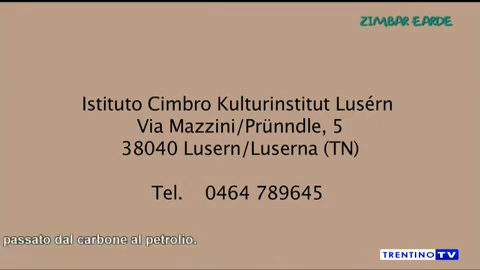 ZIMBAR EARDE
Istituto Cimbro Kulturinstitut Lusérn
Via Mazzini/Prünndle, 5
38040 Lusern/Luserna (TN)
Tel. 0464 789645
passato dal carbone al petrolio.
TRENTINO TV